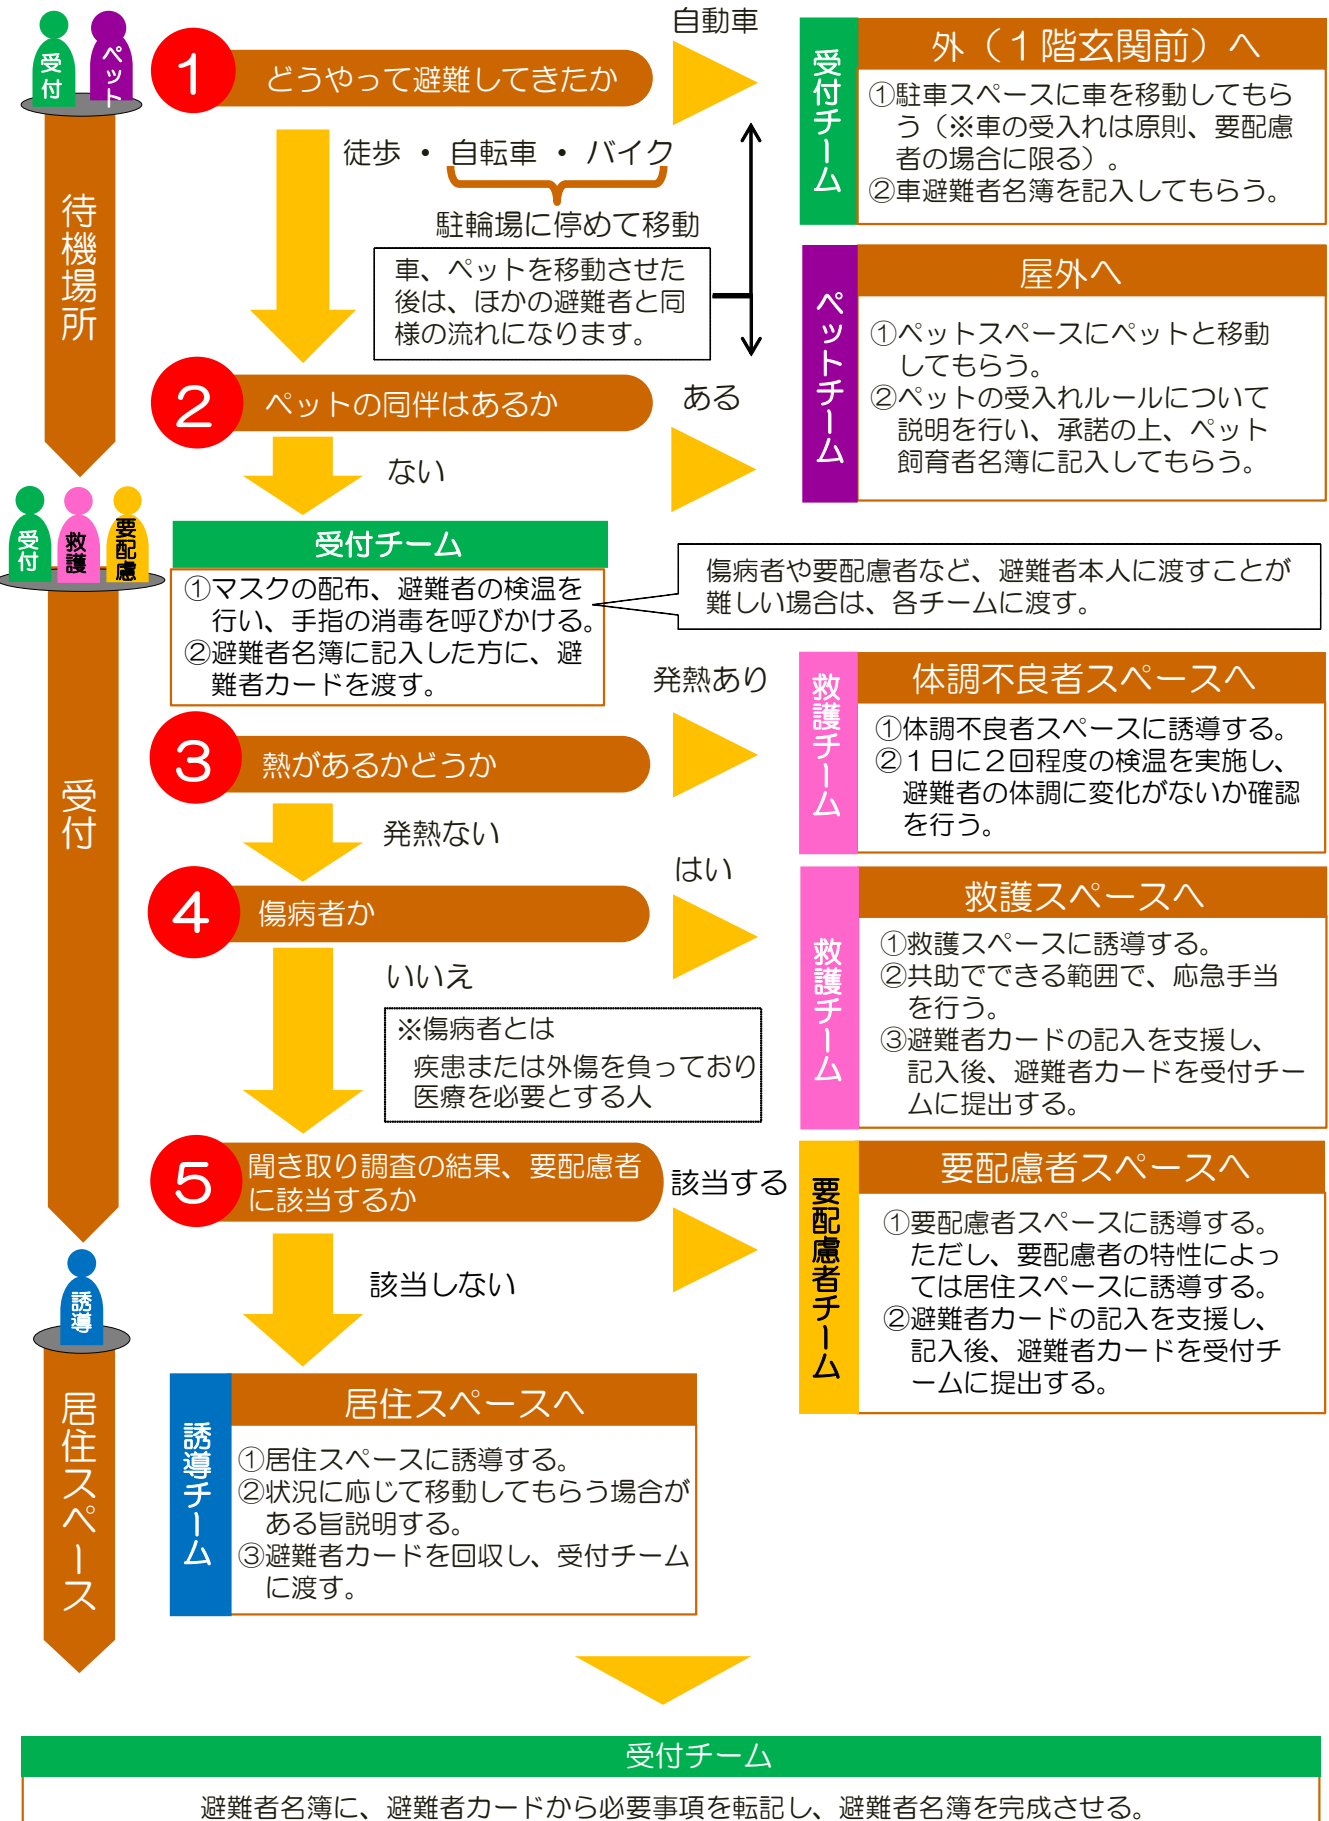 受付
ペット
待機場所
1
どうやって避難してきたか
自動車
徒歩 ・ 自転車 ・ バイク
駐輪場に停めて移動
車、ペットを移動させた
後は、ほかの避難者と同
様の流れになります。
受付チーム
外（１階玄関前）へ
①駐車スペースに車を移動してもら
う（※車の受入れは原則、要配慮
者の場合に限る）。
②車避難者名簿を記入してもらう。
2
ペットの同伴はあるか
ある
ない
ペットチーム
屋外へ
①ペットスペースにペットと移動
してもらう。
②ペットの受入れルールについて
説明を行い、承諾の上、ペット
飼育者名簿に記入してもらう。
受付
救護
要配慮
受付
受付チーム
①マスクの配布、避難者の検温を
行い、手指の消毒を呼びかける。
②避難者名簿に記入した方に、避
難者カードを渡す。
傷病者や要配慮者など、避難者本人に渡すことが
難しい場合は、各チームに渡す。
3
熱があるかどうか
発熱あり
発熱ない
救護チーム
体調不良者スペースへ
①体調不良者スペースに誘導する。
②１日に２回程度の検温を実施し、
避難者の体調に変化がないか確認
を行う。
4
傷病者か
はい
いいえ
※傷病者とは
疾患または外傷を負っており
医療を必要とする人
救護チーム
救護スペースへ
①救護スペースに誘導する。
②共助でできる範囲で、応急手当
を行う。
③避難者カードの記入を支援し、
記入後、避難者カードを受付チー
ムに提出する。
5
聞き取り調査の結果、要配慮者
に該当するか
該当する
該当しない
要配慮者チーム
要配慮者スペースへ
①要配慮者スペースに誘導する。
ただし、要配慮者の特性によっ
ては居住スペースに誘導する。
②避難者カードの記入を支援し、
記入後、避難者カードを受付チ
ームに提出する。
誘導
居住スペース
誘導チーム
居住スペースへ
①居住スペースに誘導する。
②状況に応じて移動してもらう場合が
ある旨説明する。
③避難者カードを回収し、受付チーム
に渡す。
受付チーム
避難者名簿に、避難者カードから必要事項を転記し、避難者名簿を完成させる。